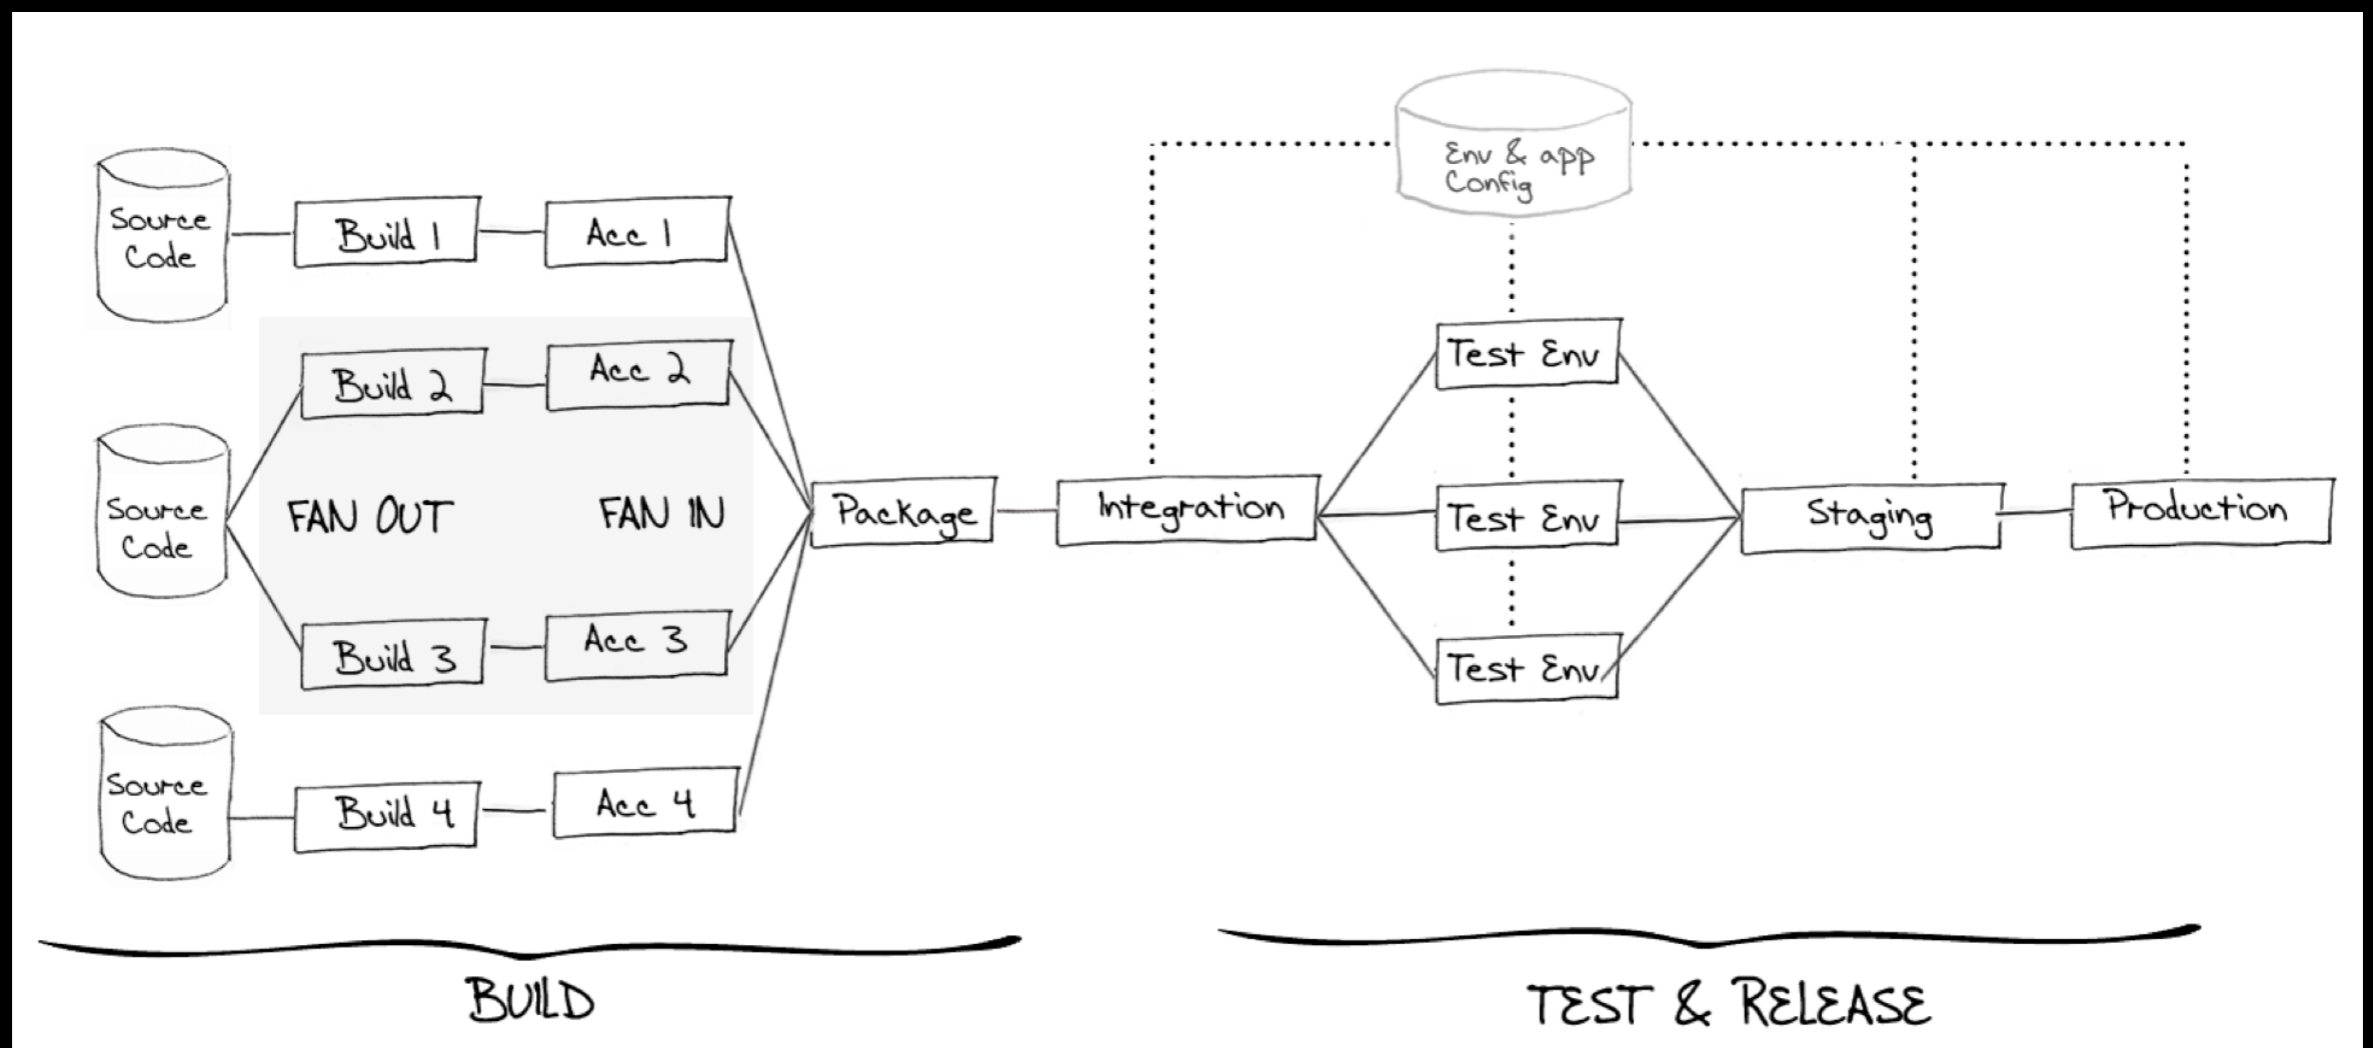 Env & app
Config
Source
Code
Build 1
Acc 1
Build 2
Acc 2
Test Env
Source
Code
FAN OUT
FAN IN
Package
Integration
Test Env
Staging
Production
Build 3
Acc 3
Test Env
Source
Code
Build 4
Acc 4
BUILD
TEST & RELEASE